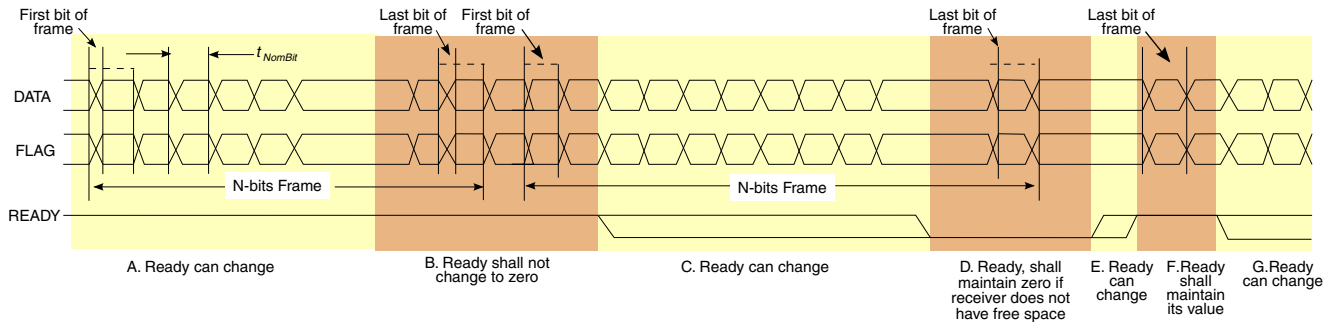 First bit of
frame
t NomBit
Last bit of
frame
First bit of
frame
Last bit of
frame
Last bit of
frame
DATA
FLAG
N-bits Frame
N-bits Frame
READY
A. Ready can change
B. Ready shall not
change to zero
C. Ready can change
D. Ready, shall
maintain zero if
receiver does not
have free space
E. Ready
can
change
F.Ready
shall
maintain
its value
G.Ready
can change